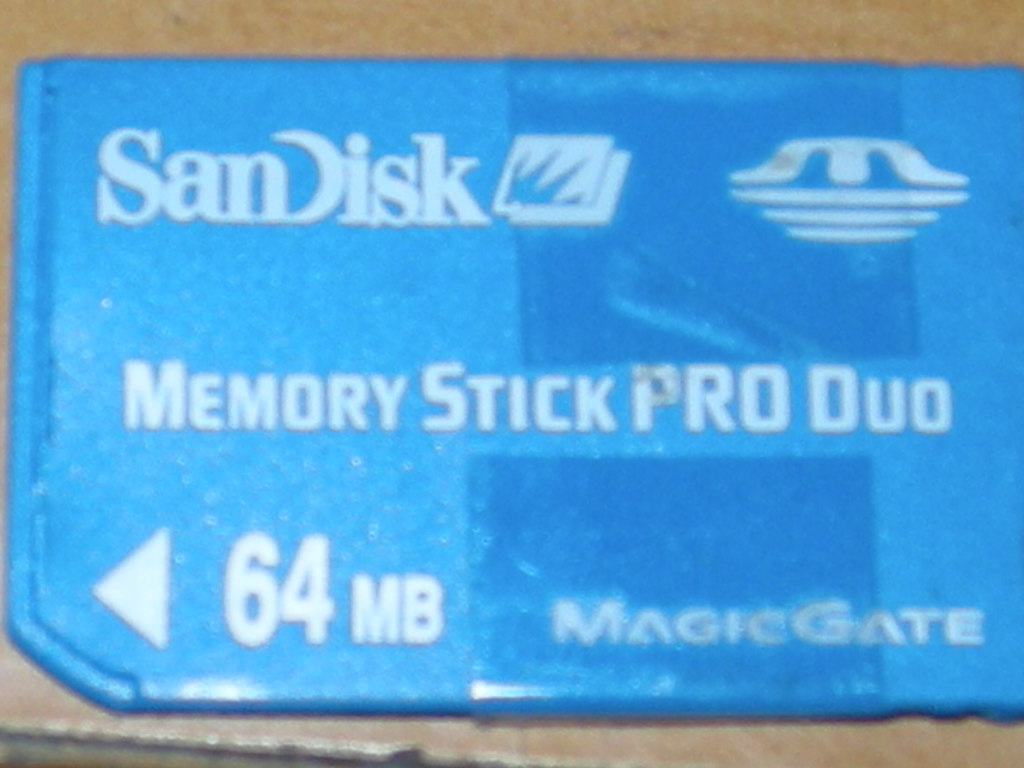 SanDisk
MEMORY STICK PRO DUO
64 MB
MAGICGATE